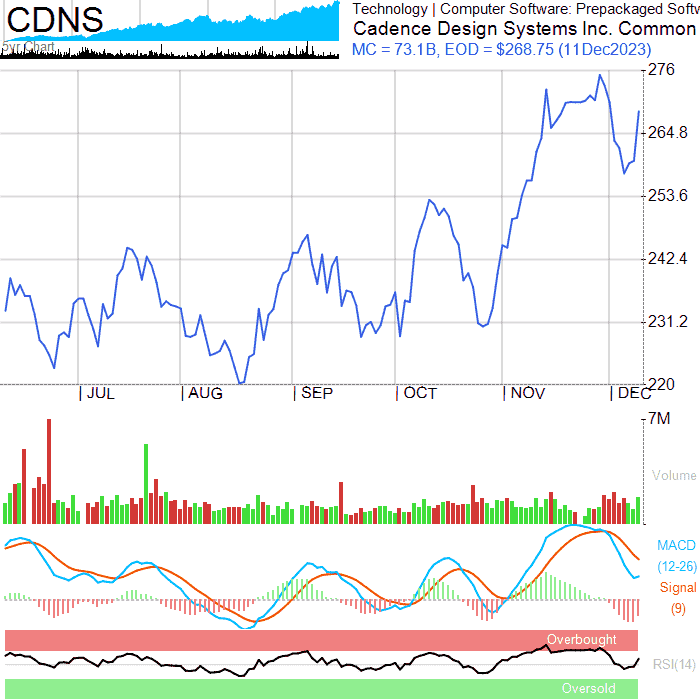 CDNS
5yr Chart
Technology | Computer Software: Prepackaged Softw
Cadence Design Systems Inc. Common
MC = 73.1B, EOD = $268.75 (11Dec2023)
276
264.8
253.6
242.4
231.2
220
| JUL | AUG | SEP | OCT | NOV | DEC
7M
Volume
MACD
(12-26)
Signal
(9)
Overbought
RSI(14)
Oversold